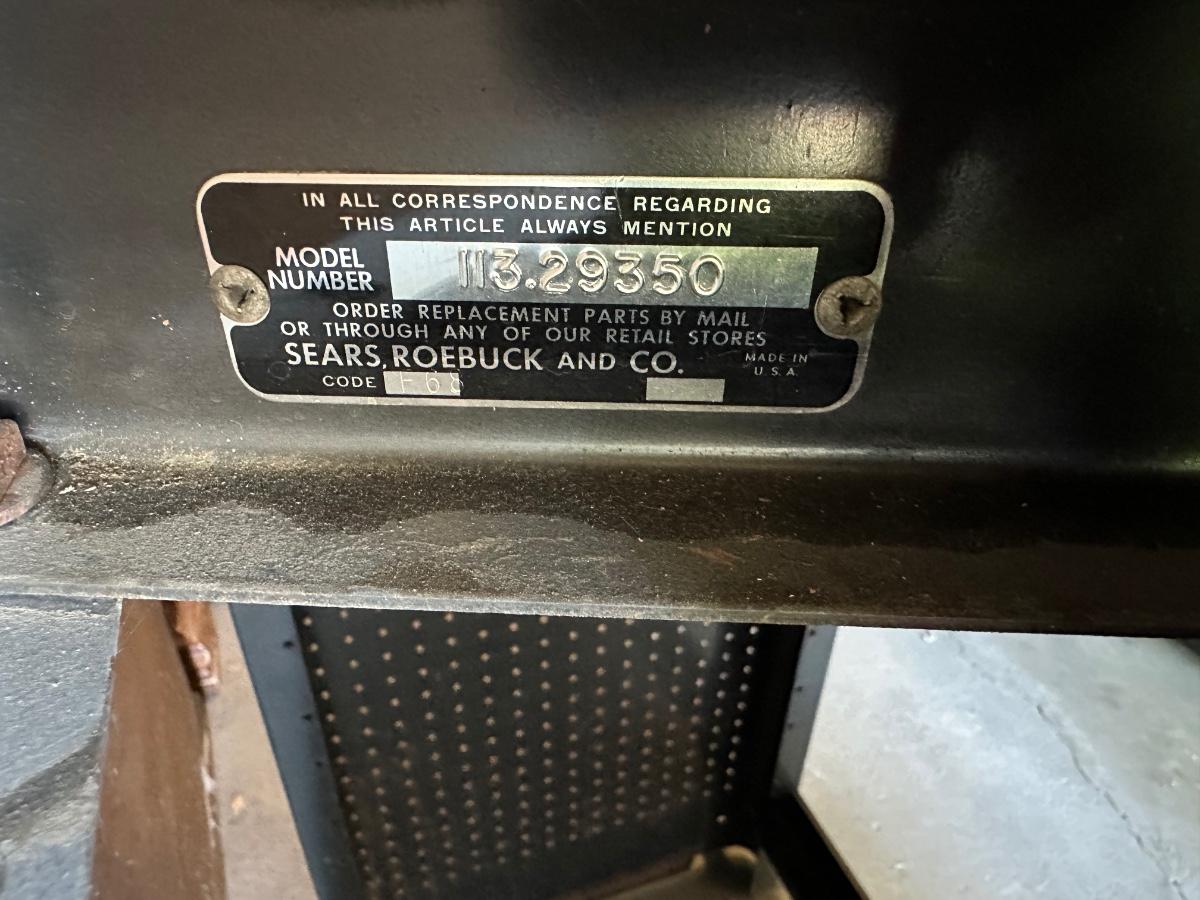 IN ALL CORRESPONDENCE REGARDING
THIS ARTICLE ALWAYS MENTION
MODEL NUMBER 113.29350
ORDER REPLACEMENT PARTS BY MAIL
OR THROUGH ANY OF OUR RETAIL STORES
SEARS, ROEBUCK AND CO. MADE IN U.S.A.
CODE